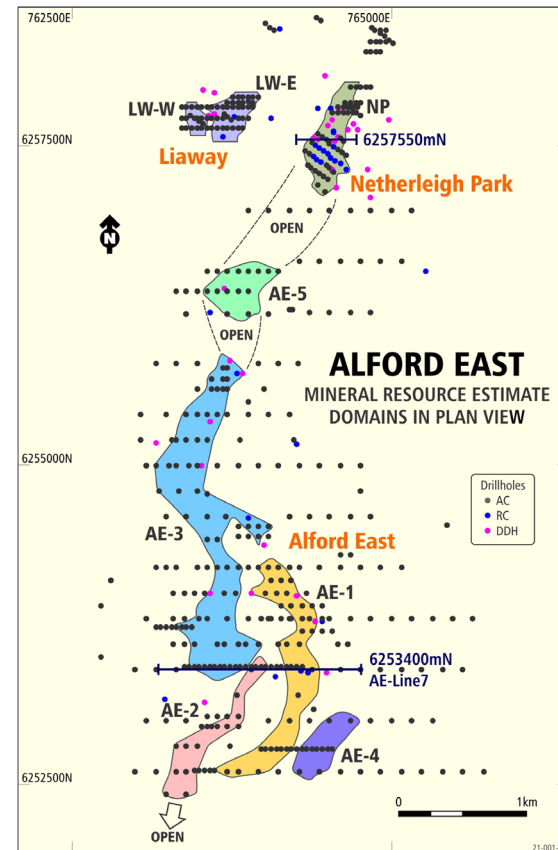 762500E
765000E
LW-E
LW-W
NP
6257550mN
6257500N
Liaway
Netherleigh Park
OPEN
N
AE-5
OPEN
ALFORD EAST
MINERAL RESOURCE ESTIMATE
DOMAINS IN PLAN VIEW
6255000N
Drillholes
AC
RC
DDH
AE-3
Alford East
AE-1
6253400mN
AE-Line7
AE-2
AE-4
6252500N
0
1km
OPEN
21-001-